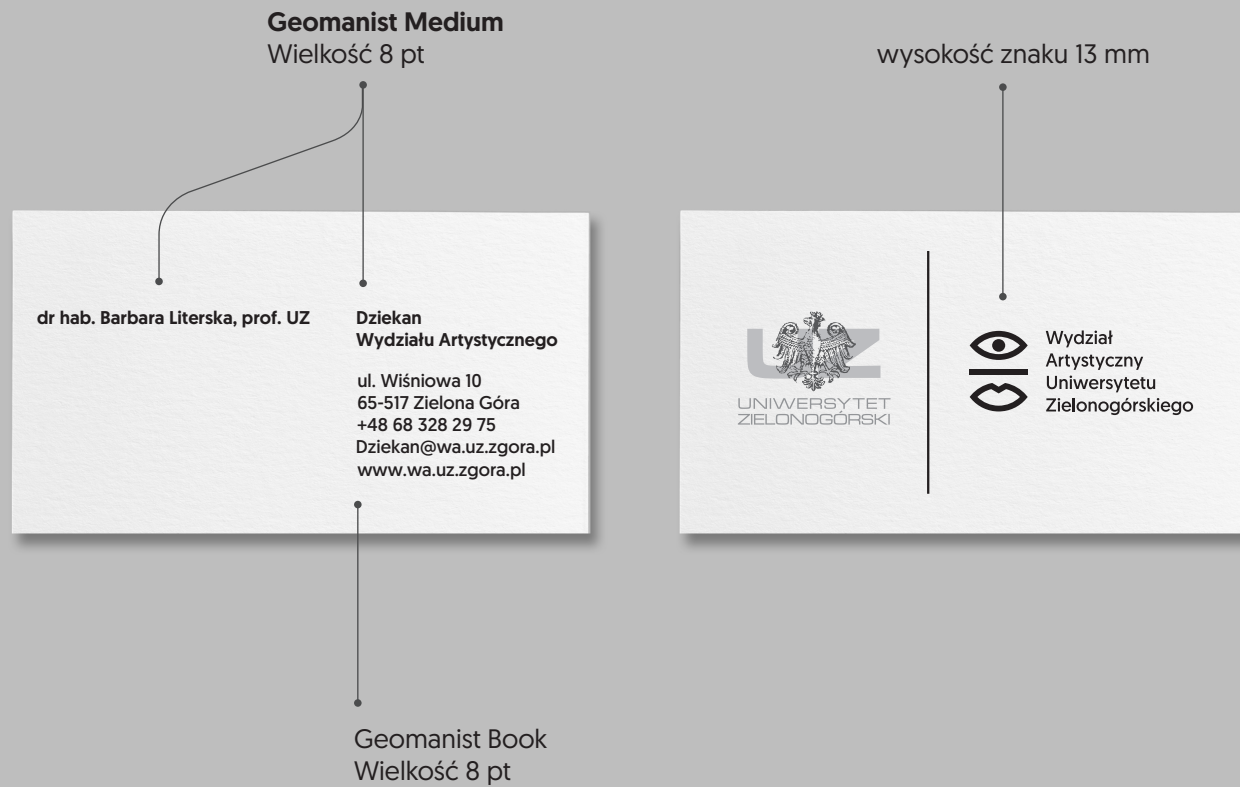 Geomanist Medium
Wielkość 8 pt
wysokość znaku 13 mm
dr hab. Barbara Literska, prof. UZ
Dziekan
Wydziału Artystycznego
ul. Wiśniowa 10
65-517 Zielona Góra
+48 68 328 29 75
Dziekan@wa.uz.zgora.pl
www.wa.uz.zgora.pl
UZ
UNIWERSYTET
ZIELONOGÓRSKI
Wydział
Artystyczny
Uniwersytetu
Zielonogórskiego
Geomanist Book
Wielkość 8 pt